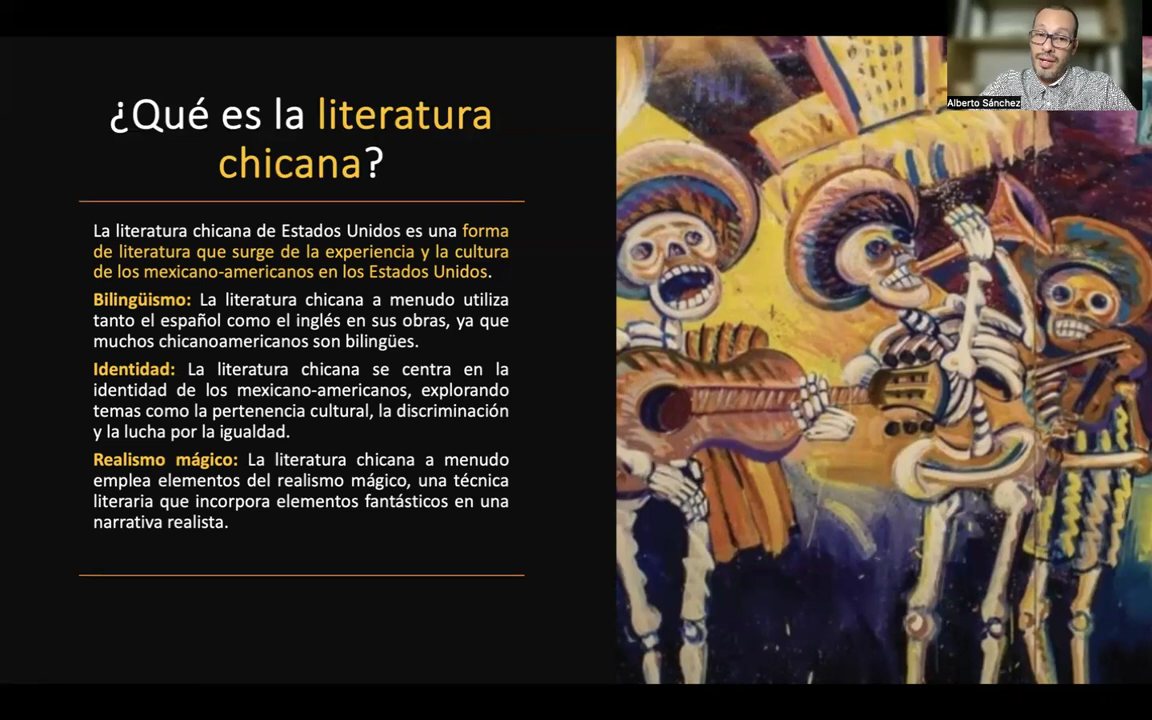 ¿Qué es la literatura
chicana?
La literatura chicana de Estados Unidos es una forma
de literatura que surge de la experiencia y la cultura
de los mexicano-americanos en los Estados Unidos.
Bilingüismo: La literatura chicana a menudo utiliza
tanto el español como el inglés en sus obras, ya que
muchos chicanoamericanos son bilingües.
Identidad: La literatura chicana se centra en la
identidad de los mexicano-americanos, explorando
temas como la pertenencia cultural, la discriminación
y la lucha por la igualdad.
Realismo mágico: La literatura chicana a menudo
emplea elementos del realismo mágico, una técnica
literaria que incorpora elementos fantásticos en una
narrativa realista.
Alberto Sánchez